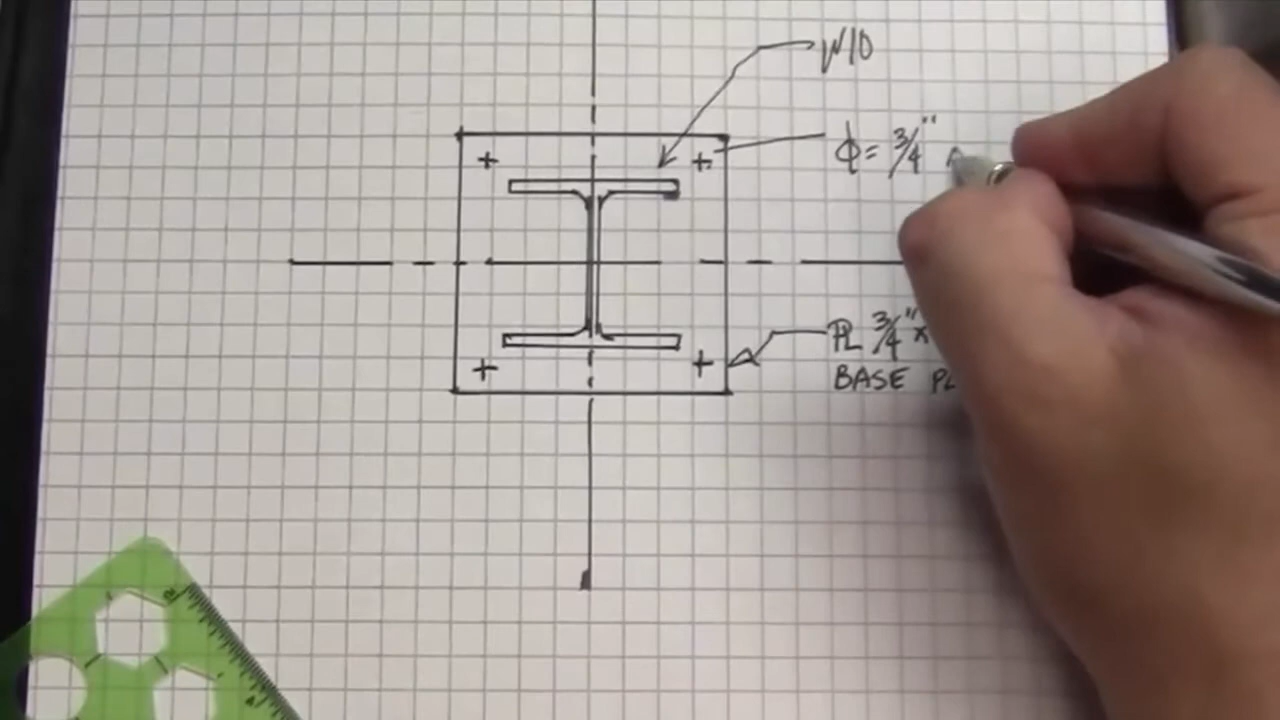 W10
φ= 3/4"
PL 3/4"x
BASE